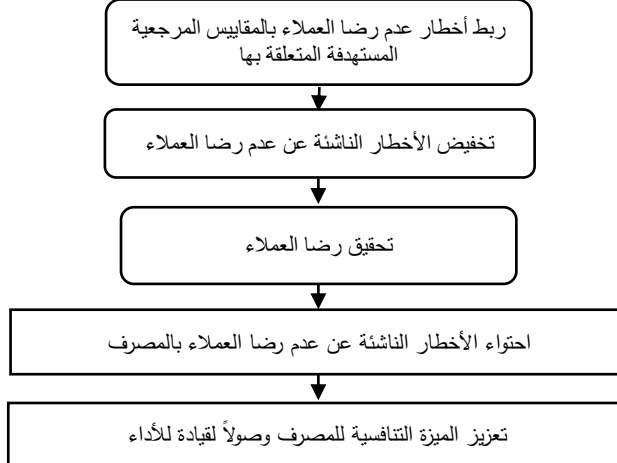 ربط أخطار عدم رضا العملاء بالمقاييس المرجعية
المستهدفة المتعلقة بها
تخفيض الأخطار الناشئة عن عدم رضا العملاء
تحقيق رضا العملاء
احتواء الأخطار الناشئة عن عدم رضا العملاء بالمصرف
تعزيز الميزة التنافسية للمصرف وصولاً لقيادة للأداء